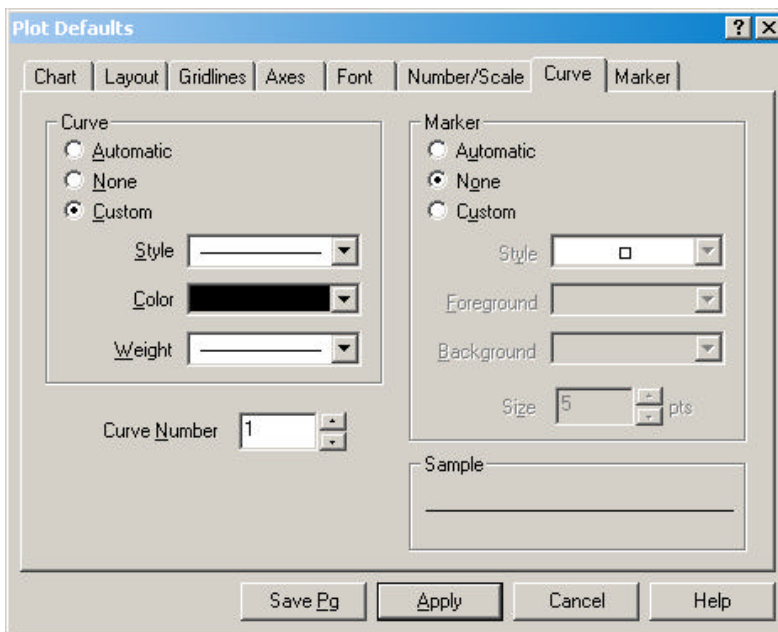 Plot Defaults
Chart Layout Gridlines Axes Font Number/Scale Curve Marker
Curve
Automatic
None
Custom
Style
Color
Weight
Curve Number 1
Marker
Automatic
None
Custom
Style
Foreground
Background
Size 5 pts
Sample
Save Pg Apply Cancel Help